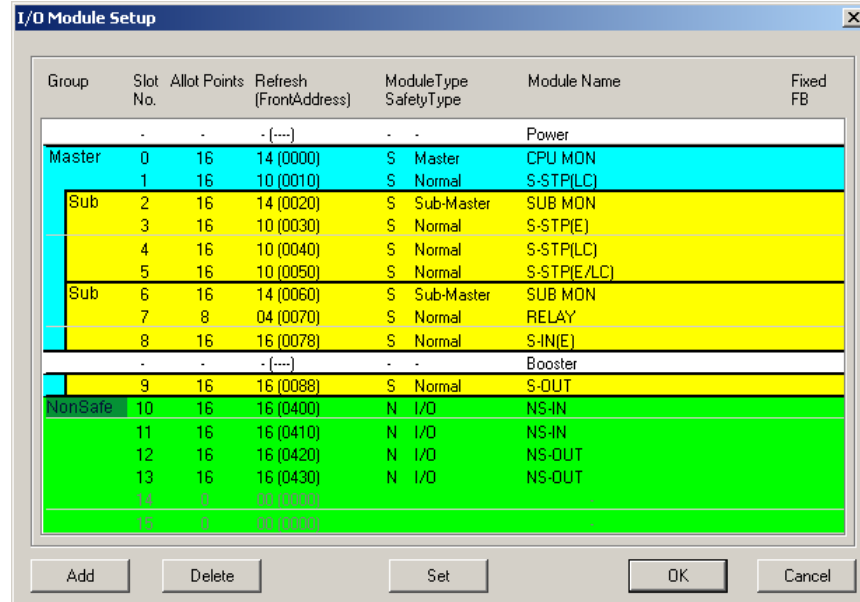 I/O Module Setup
Group Slot No. Allot Points Refresh (FrontAddress) ModuleType SafetyType Module Name Fixed FB
- - - (----) - - Power
Master 0 16 14 (0000) S Master CPU MON
1 16 10 (0010) S Normal S-STP(LC)
Sub 2 16 14 (0020) S Sub-Master SUB MON
3 16 10 (0030) S Normal S-STP(E)
4 16 10 (0040) S Normal S-STP(LC)
5 16 10 (0050) S Normal S-STP(E/LC)
Sub 6 16 14 (0060) S Sub-Master SUB MON
7 8 04 (0070) S Normal RELAY
8 16 16 (0078) S Normal S-IN(E)
- - - (----) - - Booster
9 16 16 (0088) S Normal S-OUT
NonSafe 10 16 16 (0400) N I/O NS-IN
11 16 16 (0410) N I/O NS-IN
12 16 16 (0420) N I/O NS-OUT
13 16 16 (0430) N I/O NS-OUT
14 0 00 (0000) -
15 0 00 (0000) -
Add Delete Set OK Cancel